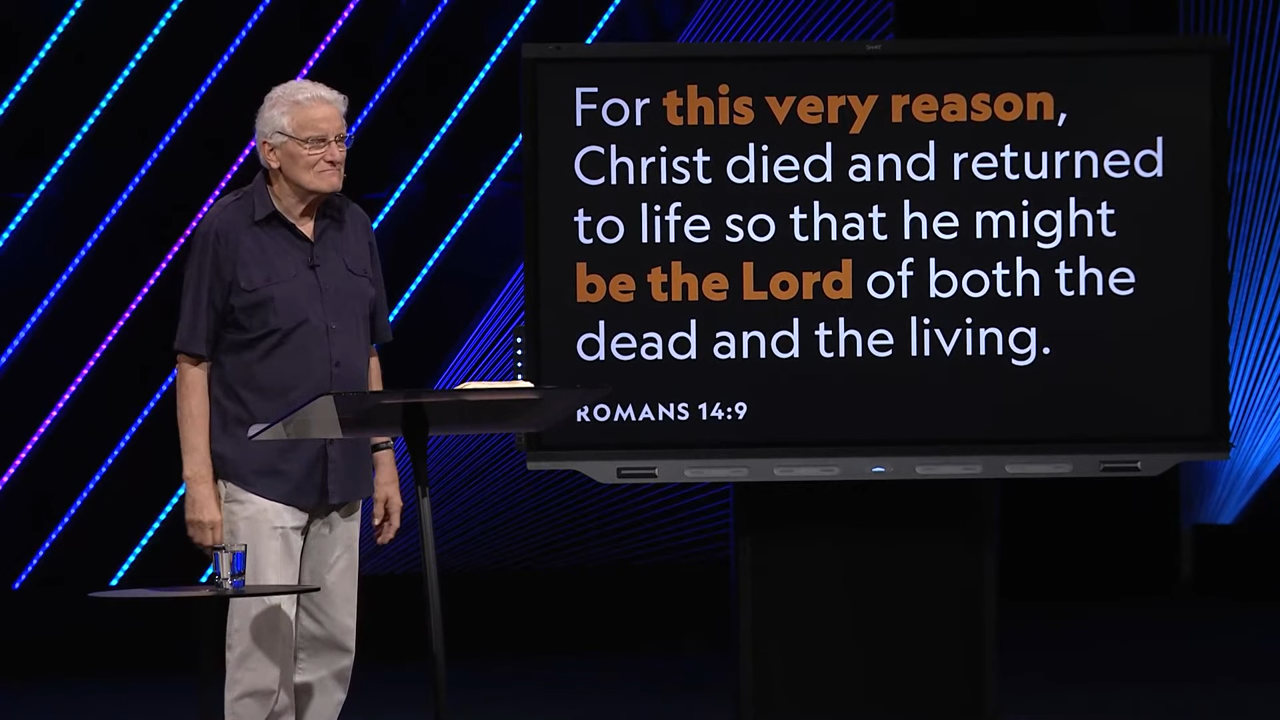 For this very reason,
Christ died and returned
to life so that he might
be the Lord of both the
dead and the living.
ROMANS 14:9